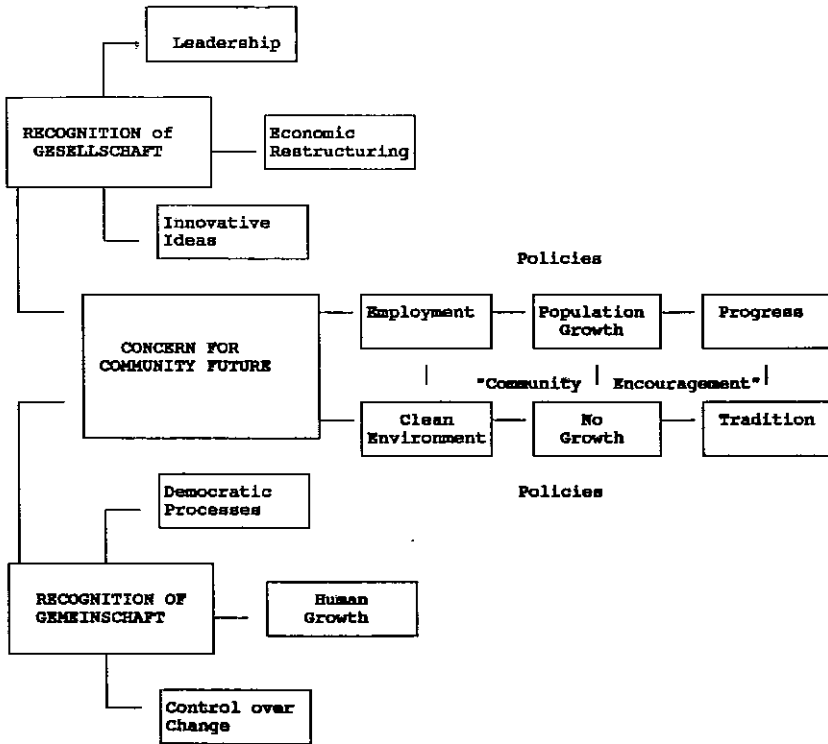 Leadership
RECOGNITION of
GESELLSCHAFT
Economic
Restructuring
Innovative
Ideas
Policies
Employment
Population
Growth
Progress
CONCERN FOR
COMMUNITY FUTURE
"Community Encouragement"
Clean
Environment
No
Growth
Tradition
Policies
Democratic
Processes
RECOGNITION OF
GEMEINSCHAFT
Human
Growth
Control over
Change